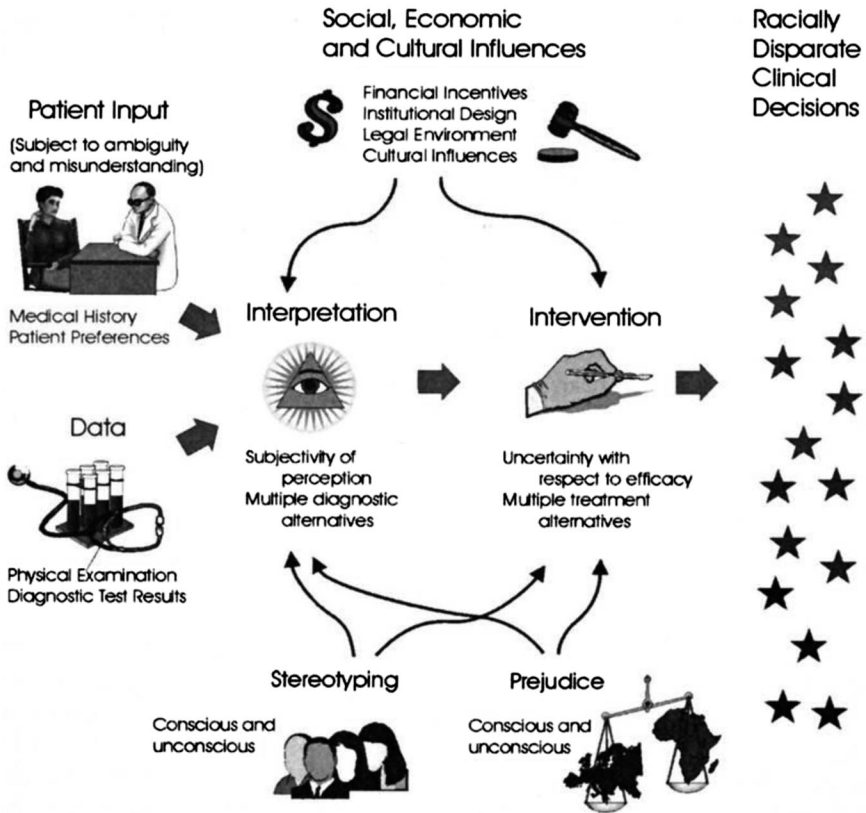 Social, Economic
and Cultural Influences
Financial Incentives
Institutional Design
Legal Environment
Cultural Influences
Racially
Disparate
Clinical
Decisions
Patient Input
(Subject to ambiguity
and misunderstanding)
Medical History
Patient Preferences
Interpretation
Subjectivity of
perception
Multiple diagnostic
alternatives
Intervention
Uncertainty with
respect to efficacy
Multiple treatment
alternatives
Data
Physical Examination
Diagnostic Test Results
Stereotyping
Conscious and
unconscious
Prejudice
Conscious and
unconscious